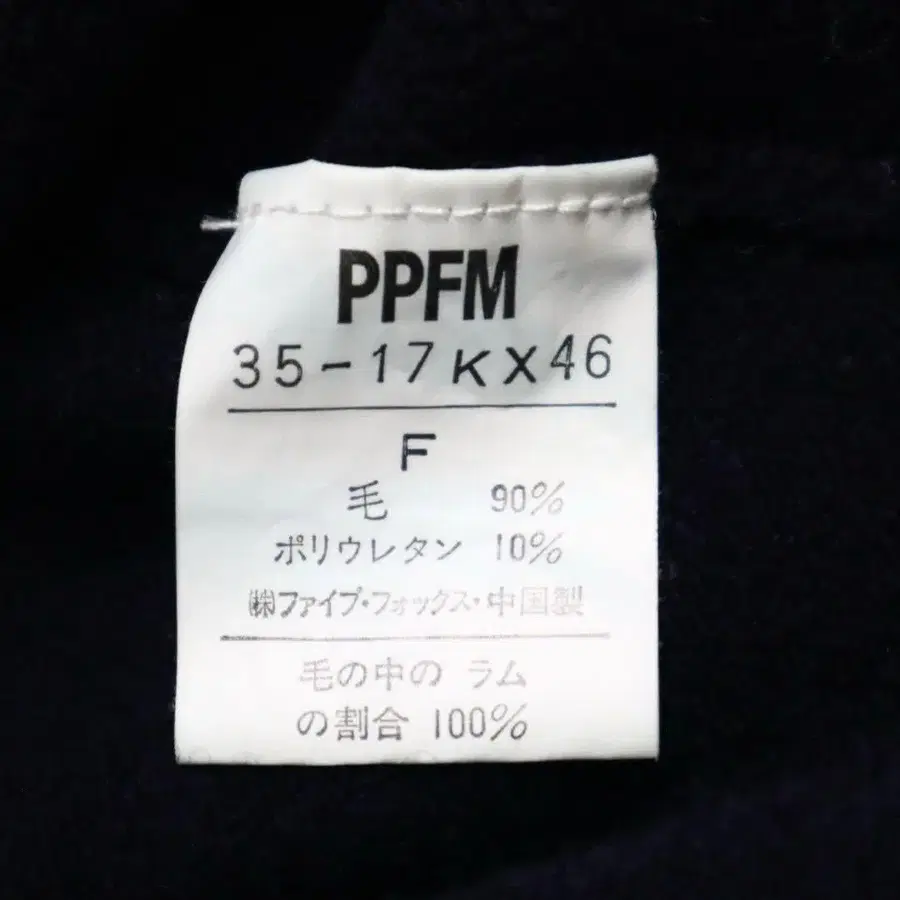 PPFM
35-17KX46
F
毛 90%
ポリウレタン 10%
㈱ファイブ・フォックス・中国製
毛の中の ラム
の割合 100%